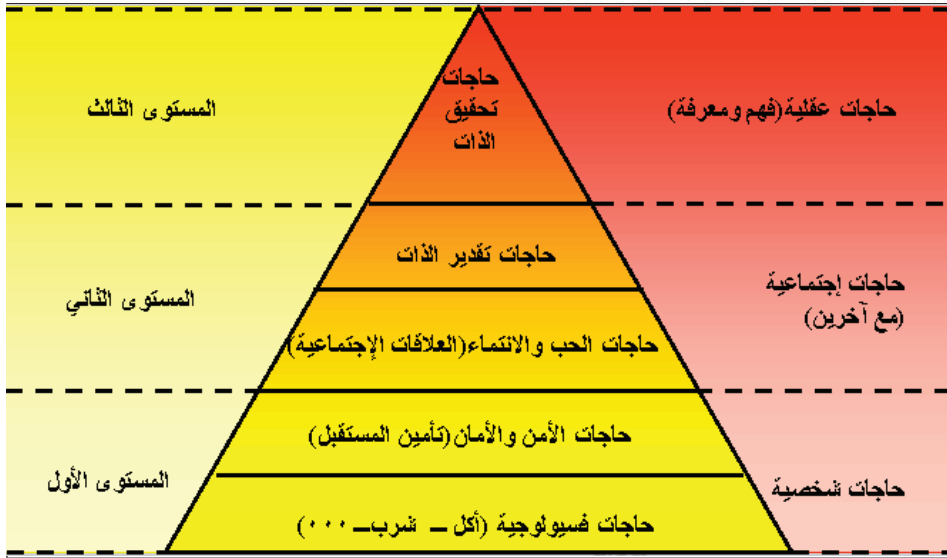 حاجات
تحقيق
الذات
حاجات عقلية(فهم ومعرفة)
المستوى الثالث
حاجات تقدير الذات
حاجات إجتماعية
(مع آخرين)
المستوى الثاني
حاجات الحب والانتماء(العلاقات الإجتماعية)
حاجات الأمن والأمان(تأمين المستقبل)
حاجات شخصية
المستوى الأول
حاجات فسيولوجية (أكل – شرب– ٠٠٠)